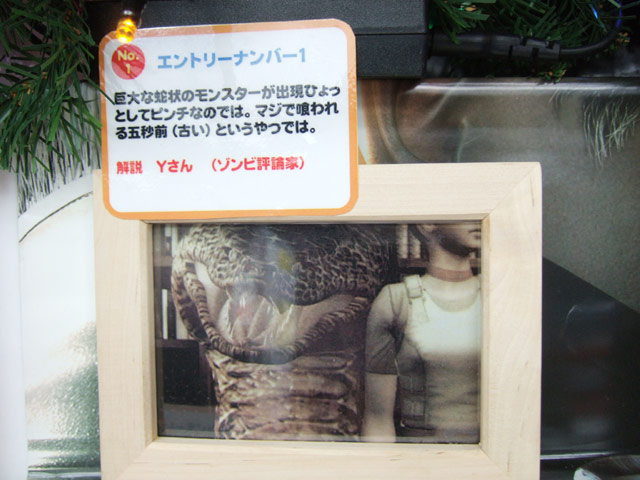 No.
1
エントリーナンバー1
巨大な蛇状のモンスターが出現ひょっ
としてピンチなのでは。マジで喰われ
る五秒前（古い）というやつでは。
解説 Yさん （ゾンビ評論家）